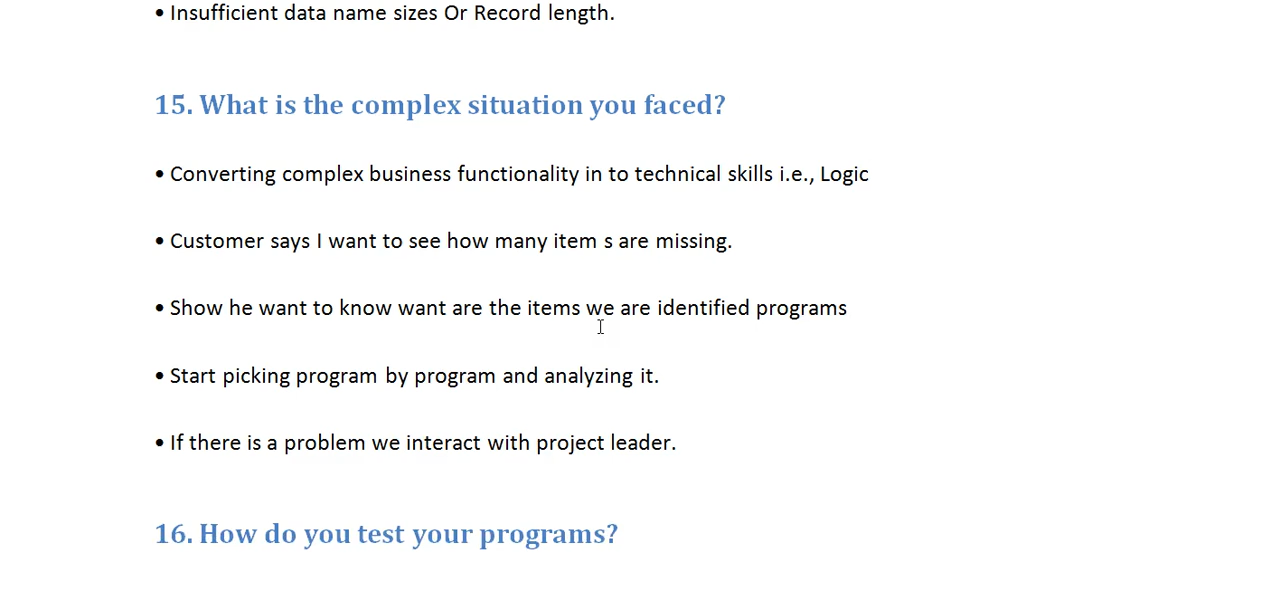 • Insufficient data name sizes Or Record length.
15. What is the complex situation you faced?
• Converting complex business functionality in to technical skills i.e., Logic
• Customer says I want to see how many item s are missing.
• Show he want to know want are the items we are identified programs
• Start picking program by program and analyzing it.
• If there is a problem we interact with project leader.
16. How do you test your programs?